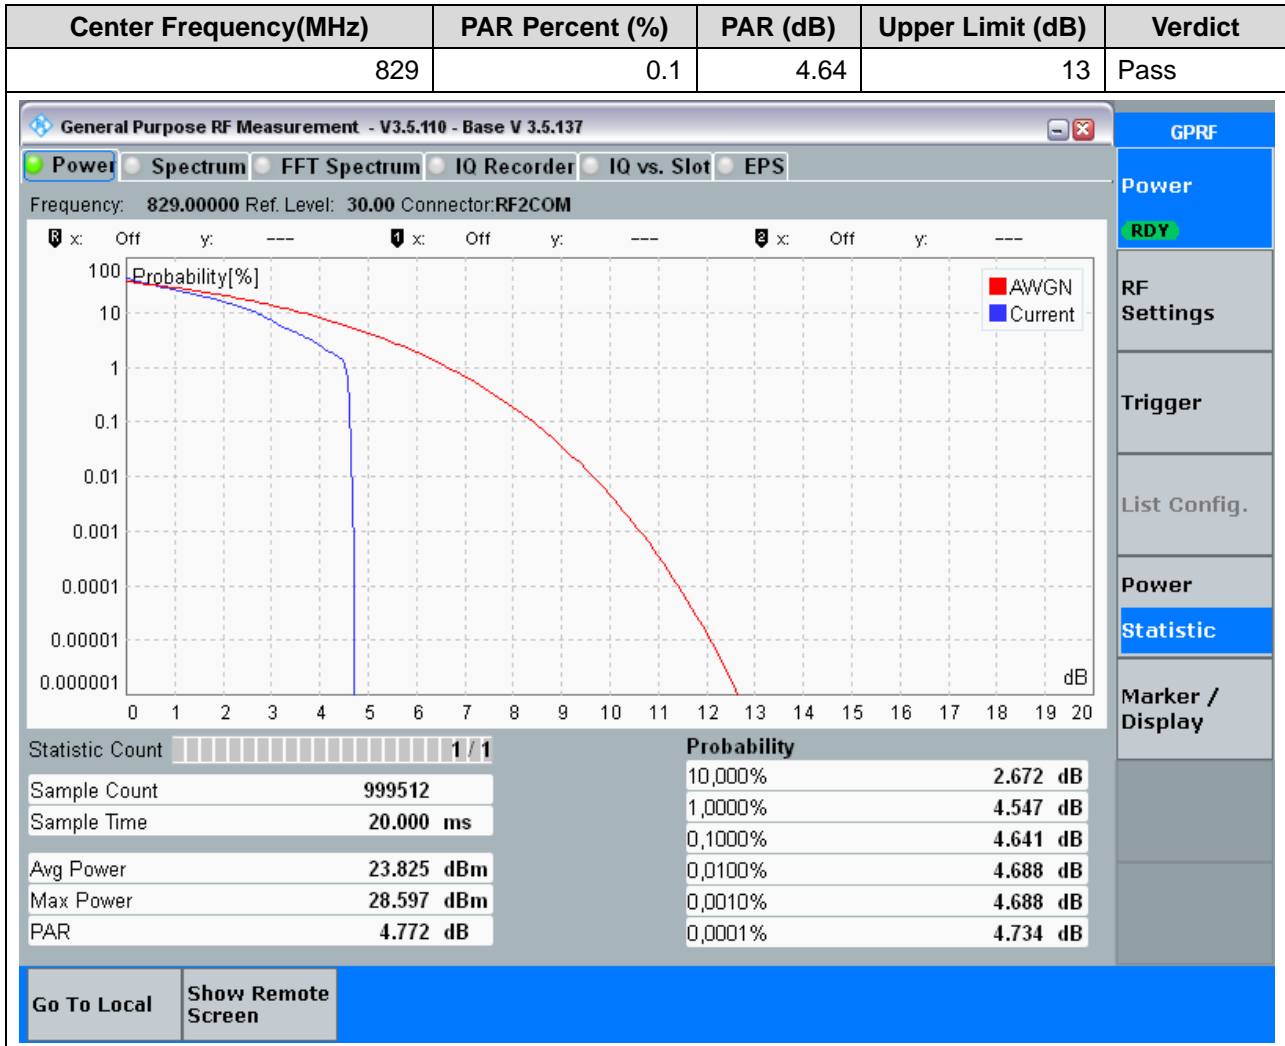 Center Frequency(MHz) PAR Percent (%) PAR (dB) Upper Limit (dB) Verdict
829 0.1 4.64 13 Pass
General Purpose RF Measurement - V3.5.110 - Base V 3.5.137
GPRF
Power Spectrum FFT Spectrum IQ Recorder IQ vs. Slot EPS
Frequency: 829.00000 Ref. Level: 30.00 Connector:RF2COM
R x: Off y: --- 1 x: Off y: --- 2 x: Off y: ---
Probability[%]
AWGN
Current
100
10
1
0.1
0.01
0.001
0.0001
0.00001
0.000001
dB
0 1 2 3 4 5 6 7 8 9 10 11 12 13 14 15 16 17 18 19 20
Statistic Count 1 / 1
Sample Count 999512
Sample Time 20.000 ms
Avg Power 23.825 dBm
Max Power 28.597 dBm
PAR 4.772 dB
Probability
10,000% 2.672 dB
1,0000% 4.547 dB
0,1000% 4.641 dB
0,0100% 4.688 dB
0,0010% 4.688 dB
0,0001% 4.734 dB
Power
RDY
RF
Settings
Trigger
List Config.
Power
Statistic
Marker /
Display
Go To Local
Show Remote
Screen